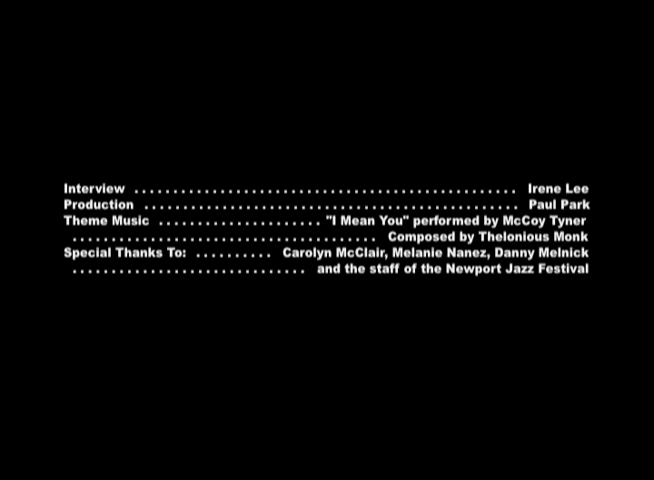 Interview ................................................. Irene Lee
Production ................................................ Paul Park
Theme Music ..................... "I Mean You" performed by McCoy Tyner
....................................... Composed by Thelonious Monk
Special Thanks To: .......... Carolyn McClair, Melanie Nanez, Danny Melnick
.............................. and the staff of the Newport Jazz Festival